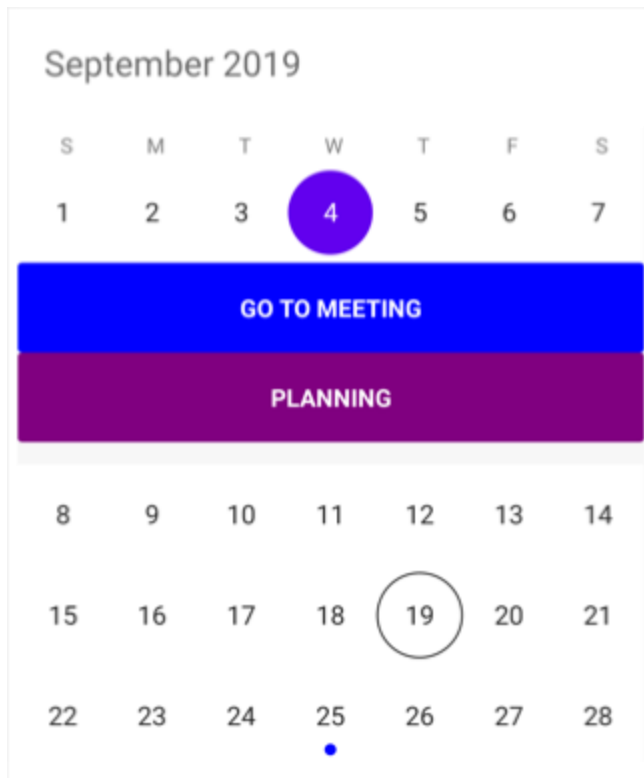 September 2019
S M T W T F S
1 2 3 4 5 6 7
GO TO MEETING
PLANNING
8 9 10 11 12 13 14
15 16 17 18 19 20 21
22 23 24 25 26 27 28